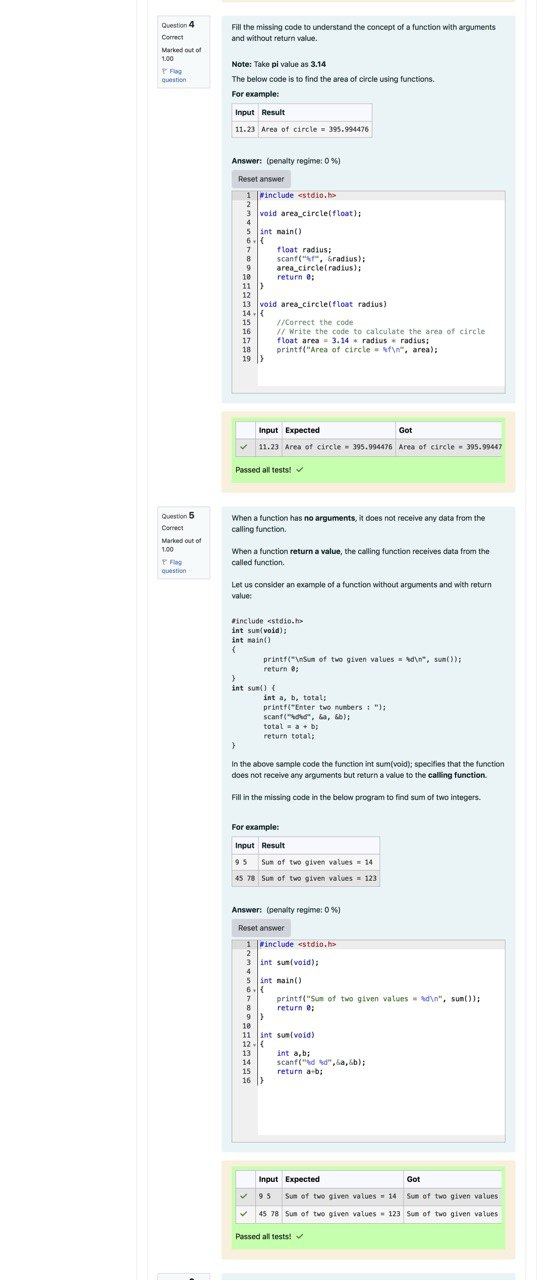 Question 4
Correct
Marked out of
1.00
Flag
question
Fill the missing code to understand the concept of a function with arguments
and without return value.
Note: Take pi value as 3.14
The below code is to find the area of circle using functions.
For example:
Input Result
11.23 Area of circle = 395.994476
Answer: (penalty regime: 0 %)
Reset answer
1 #include <stdio.h>
2
3 void area_circle(float);
4
5 int main()
6 {
7 float radius;
8 scanf("%f", &radius);
9 area_circle(radius);
10 return 0;
11 }
12
13 void area_circle(float radius)
14 {
15 //Correct the code
16 // Write the code to calculate the area of circle
17 float area = 3.14 * radius * radius;
18 printf("Area of circle = %f\n", area);
19 }
Input Expected Got
11.23 Area of circle = 395.994476 Area of circle = 395.99447
Passed all tests!
Question 5
Correct
Marked out of
1.00
Flag
question
When a function has no arguments, it does not receive any data from the
calling function.
When a function return a value, the calling function receives data from the
called function.
Let us consider an example of a function without arguments and with return
value:
#include <stdio.h>
int sum(void);
int main()
{
printf("\nSum of two given values = %d\n", sum());
return 0;
}
int sum() {
int a, b, total;
printf("Enter two numbers : ");
scanf("%d%d", &a, &b);
total = a + b;
return total;
}
In the above sample code the function int sum(void); specifies that the function
does not receive any arguments but return a value to the calling function.
Fill in the missing code in the below program to find sum of two integers.
For example:
Input Result
9 5 Sum of two given values = 14
45 78 Sum of two given values = 123
Answer: (penalty regime: 0 %)
Reset answer
1 #include <stdio.h>
2
3 int sum(void);
4
5 int main()
6 {
7 printf("Sum of two given values = %d\n", sum());
8 return 0;
9 }
10
11 int sum(void)
12 {
13 int a,b;
14 scanf("%d %d",&a,&b);
15 return a+b;
16 }
Input Expected Got
9 5 Sum of two given values = 14 Sum of two given values
45 78 Sum of two given values = 123 Sum of two given values
Passed all tests!